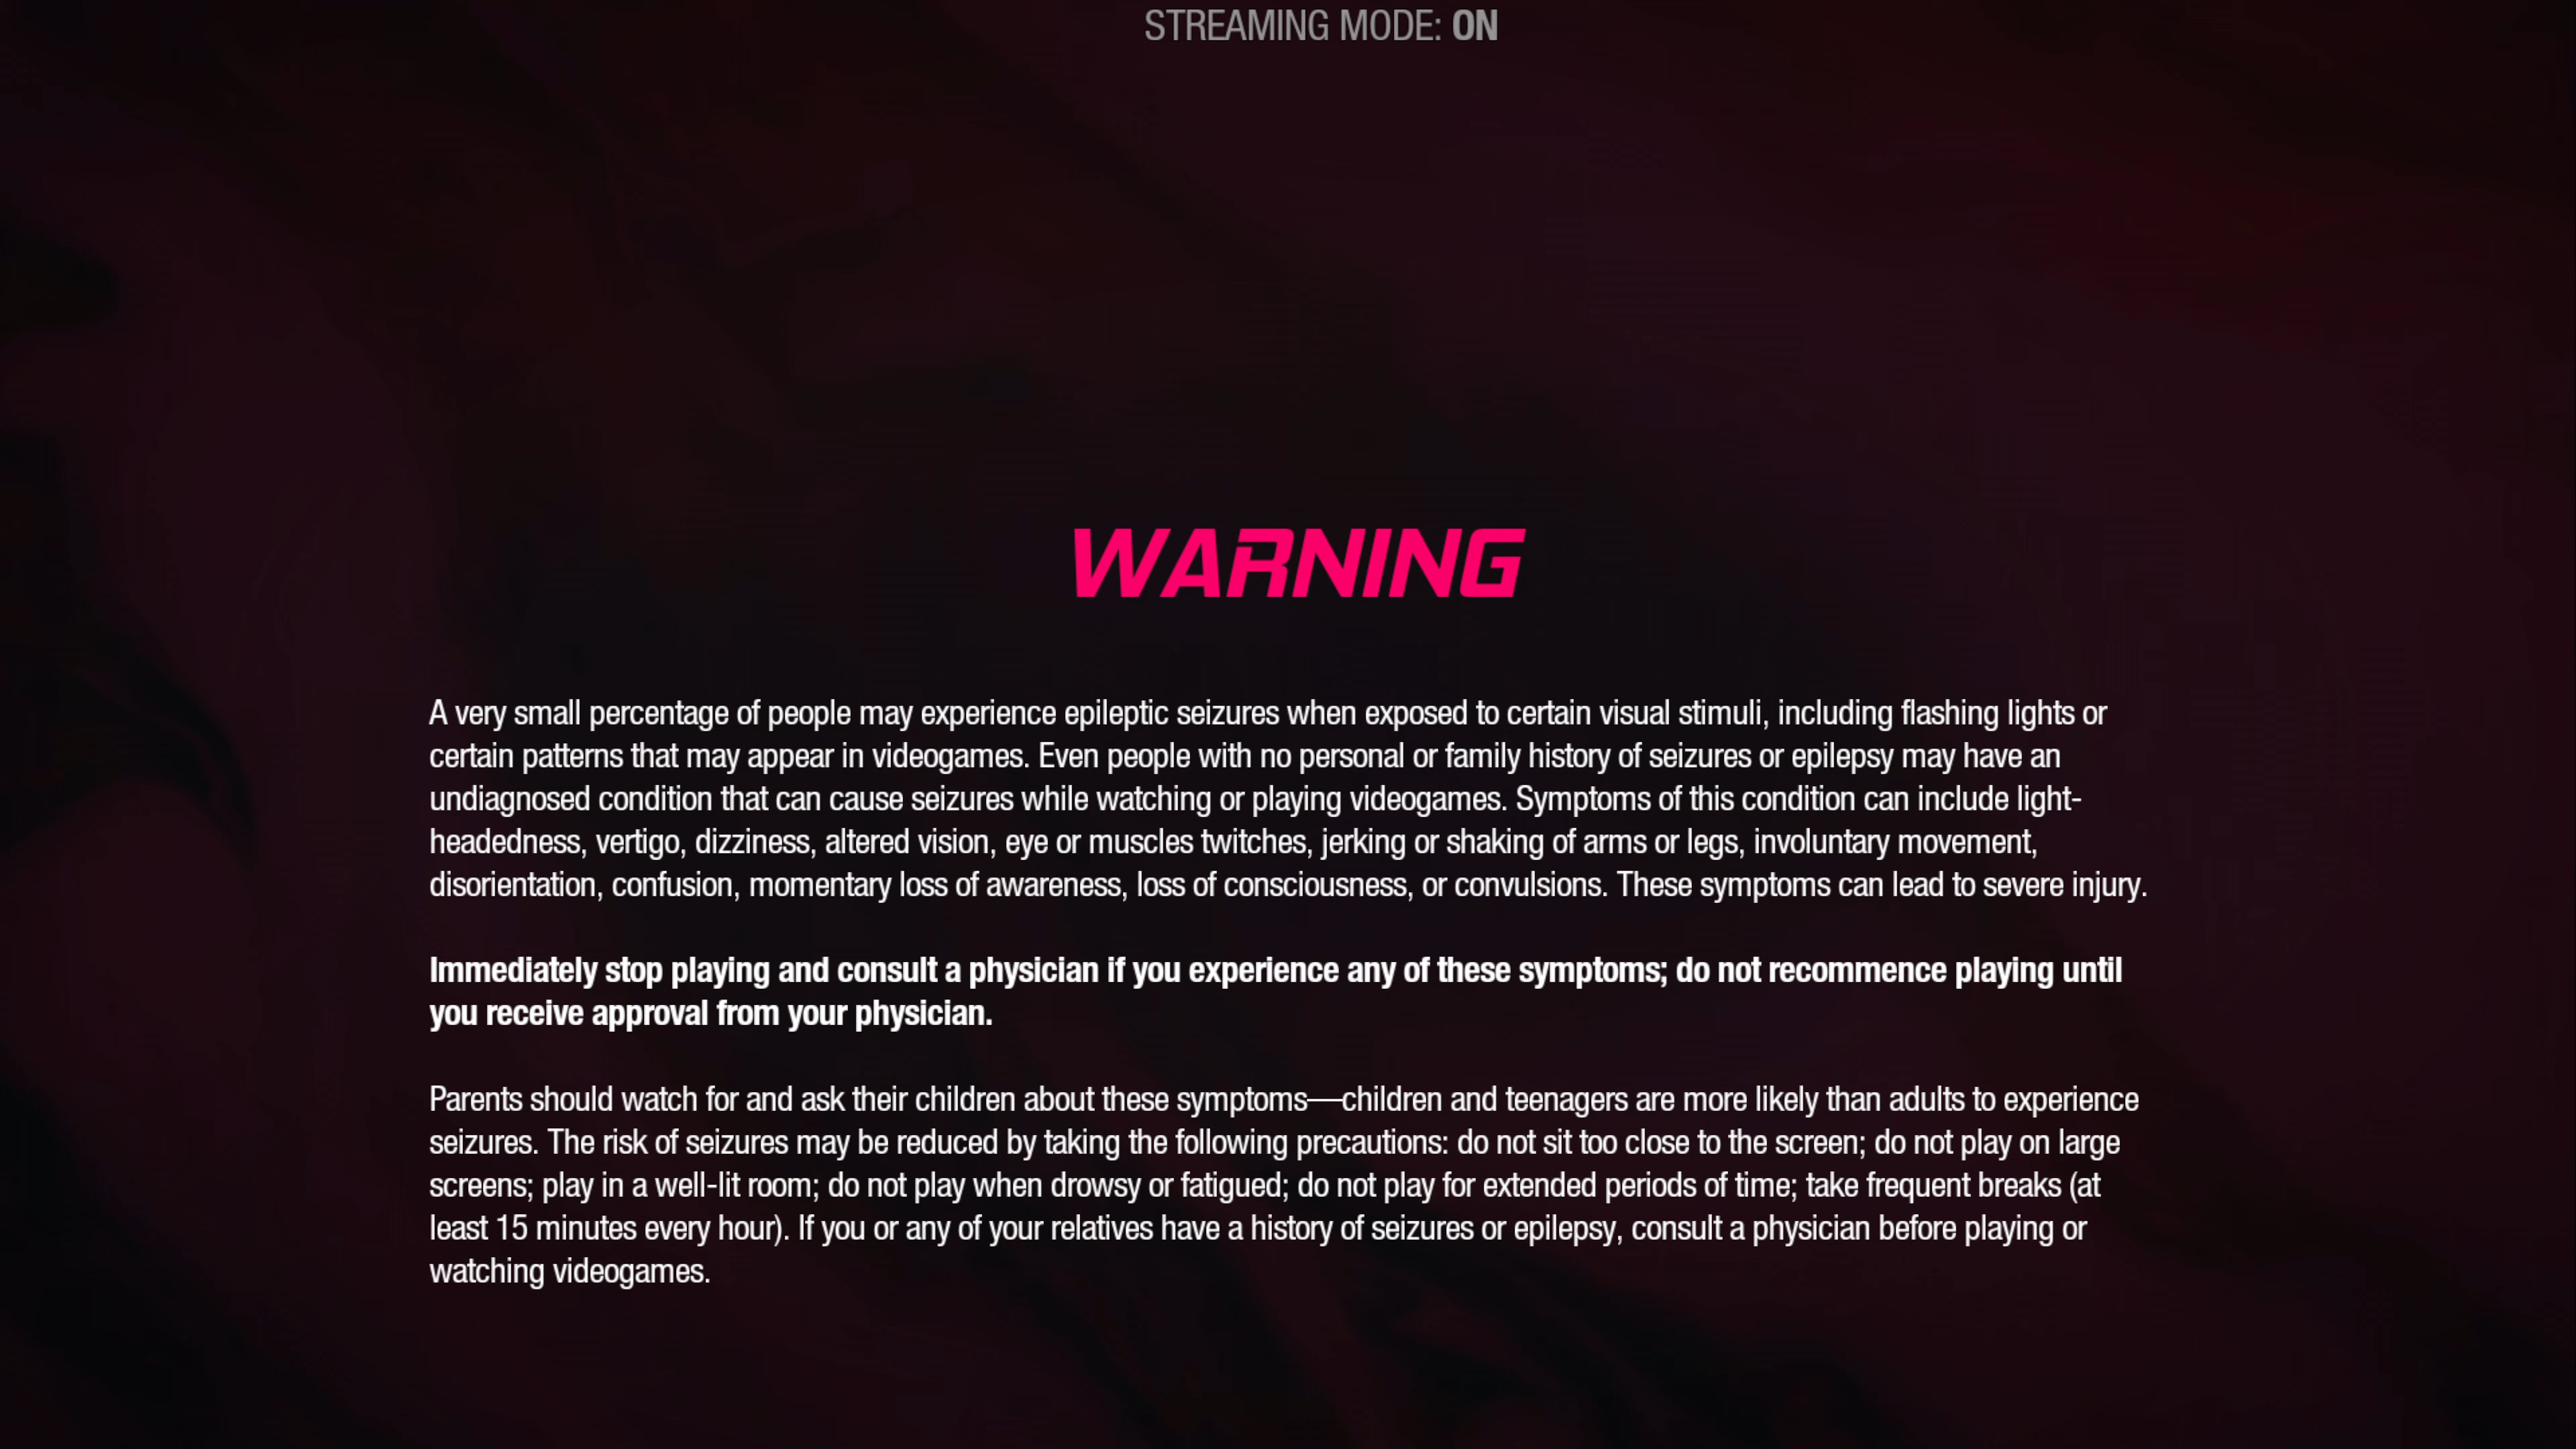 STREAMING MODE: ON
WARNING
A very small percentage of people may experience epileptic seizures when exposed to certain visual stimuli, including flashing lights or
certain patterns that may appear in videogames. Even people with no personal or family history of seizures or epilepsy may have an
undiagnosed condition that can cause seizures while watching or playing videogames. Symptoms of this condition can include light-
headedness, vertigo, dizziness, altered vision, eye or muscles twitches, jerking or shaking of arms or legs, involuntary movement,
disorientation, confusion, momentary loss of awareness, loss of consciousness, or convulsions. These symptoms can lead to severe injury.
Immediately stop playing and consult a physician if you experience any of these symptoms; do not recommence playing until
you receive approval from your physician.
Parents should watch for and ask their children about these symptoms—children and teenagers are more likely than adults to experience
seizures. The risk of seizures may be reduced by taking the following precautions: do not sit too close to the screen; do not play on large
screens; play in a well-lit room; do not play when drowsy or fatigued; do not play for extended periods of time; take frequent breaks (at
least 15 minutes every hour). If you or any of your relatives have a history of seizures or epilepsy, consult a physician before playing or
watching videogames.